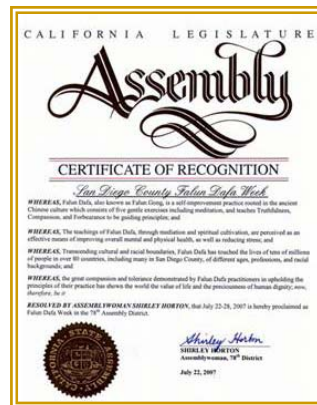 CALIFORNIA LEGISLATURE
Assembly
CERTIFICATE OF RECOGNITION
San Diego County Falun Dafa Week
WHEREAS, Falun Dafa, also known as Falun Gong, is a self-improvement practice rooted in the ancient
Chinese culture which consists of five gentle exercises including meditation, and teaches Truthfulness,
Compassion, and Forbearance to be guiding principles; and
WHEREAS, The teachings of Falun Dafa, through mediation and spiritual cultivation, are perceived as an
effective means of improving overall mental and physical health, as well as reducing stress; and
WHEREAS, Transcending cultural and racial boundaries, Falun Dafa has touched the lives of tens of millions
of people in over 80 countries, including many in San Diego County, of different ages, professions, and racial
backgrounds; and
WHEREAS, the great compassion and tolerance demonstrated by Falun Dafa practitioners in upholding the
principles of their practice has shown the world the value of life and the preciousness of human dignity; now,
therefore, be it
RESOLVED BY ASSEMBLYWOMAN SHIRLEY HORTON, that July 22-28, 2007 is hereby proclaimed as
Falun Dafa Week in the 78th Assembly District.
Shirley Horton
SHIRLEY HORTON
Assemblywoman, 78th District
July 22, 2007